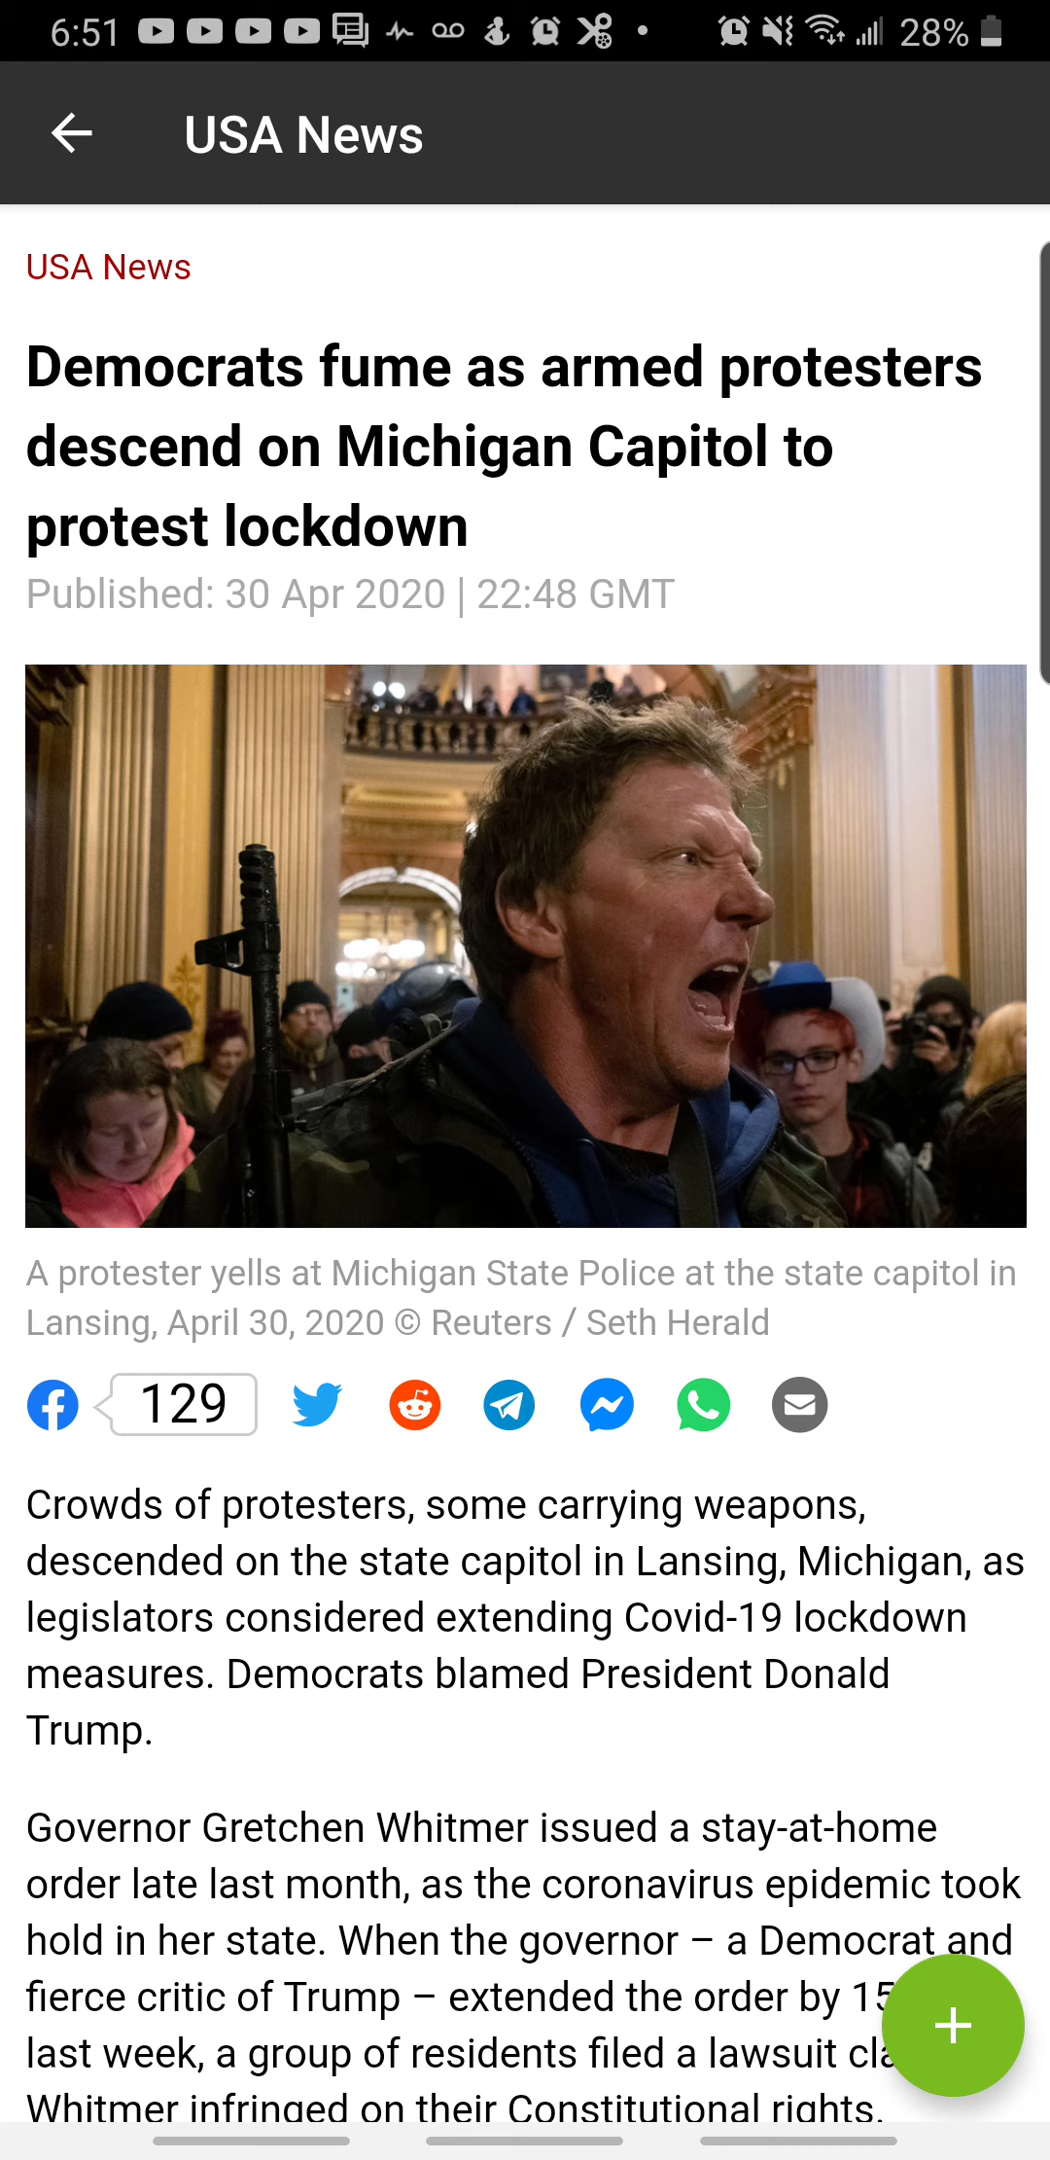 6:51
28%
USA News
USA News
Democrats fume as armed protesters
descend on Michigan Capitol to
protest lockdown
Published: 30 Apr 2020 | 22:48 GMT
A protester yells at Michigan State Police at the state capitol in
Lansing, April 30, 2020 © Reuters / Seth Herald
129
Crowds of protesters, some carrying weapons,
descended on the state capitol in Lansing, Michigan, as
legislators considered extending Covid-19 lockdown
measures. Democrats blamed President Donald
Trump.
Governor Gretchen Whitmer issued a stay-at-home
order late last month, as the coronavirus epidemic took
hold in her state. When the governor – a Democrat and
fierce critic of Trump – extended the order by 15
last week, a group of residents filed a lawsuit
Whitmer infringed on their Constitutional rights.